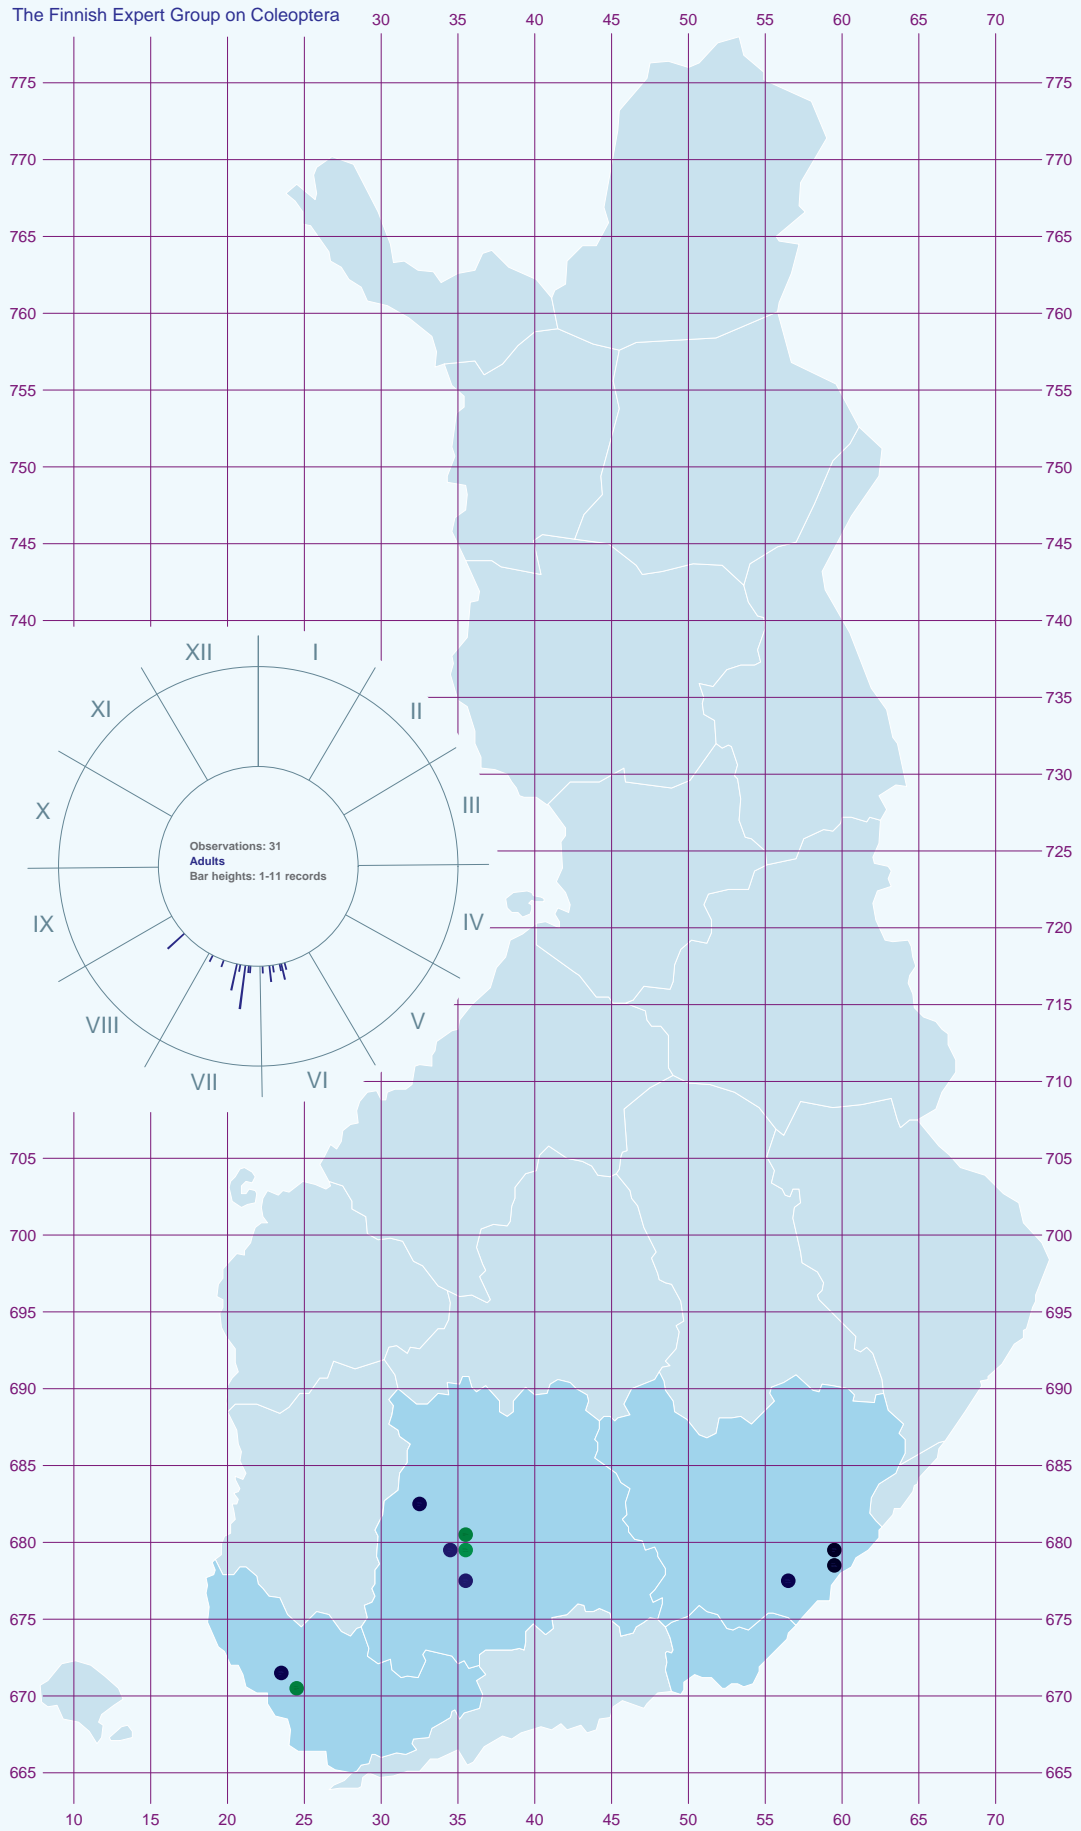 The Finnish Expert Group on Coleoptera
30 35 40 45 50 55 60 65 70
775 775
770 770
765 765
760 760
755 755
750 750
745 745
740 740
XII I
735
XI II
730
III
X
725
Observations: 31
Adults
Bar heights: 1-11 records
IX IV
720
715
VIII V
VII VI
710
705 705
700 700
695 695
690 690
685 685
680 680
675 675
670 670
665 665
10 15 20 25 30 35 40 45 50 55 60 65 70